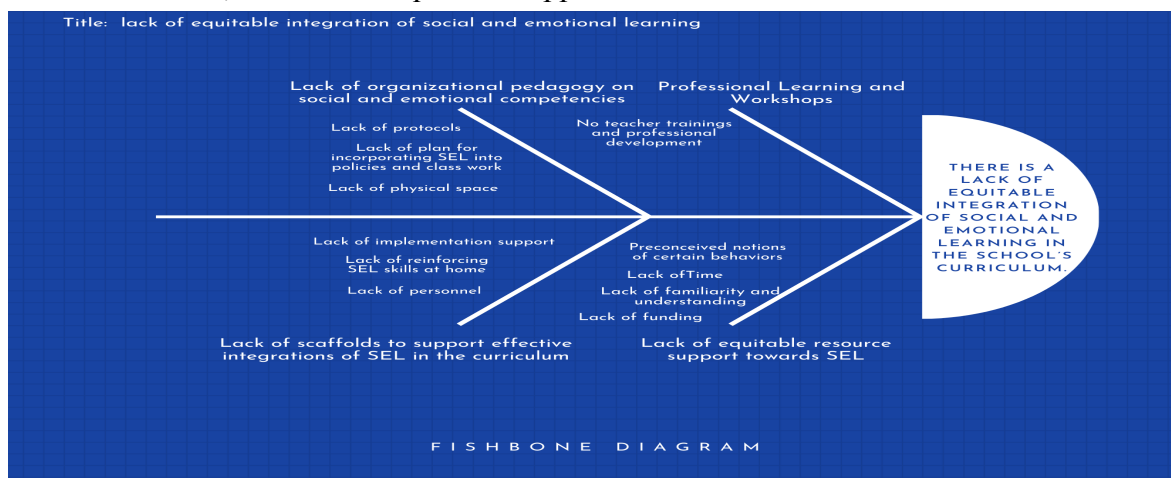 Title: lack of equitable integration of social and emotional learning
Lack of organizational pedagogy on
social and emotional competencies
Professional Learning and
Workshops
Lack of protocols
Lack of plan for
incorporating SEL into
policies and class work
Lack of physical space
No teacher trainings
and professional
development
THERE IS A
LACK OF
EQUITABLE
INTEGRATION
OF SOCIAL AND
EMOTIONAL
LEARNING IN
THE SCHOOL'S
CURRICULUM.
Lack of implementation support
Lack of reinforcing
SEL skills at home
Lack of personnel
Preconceived notions
of certain behaviors
Lack ofTime
Lack of familiarity and
understanding
Lack of funding
Lack of scaffolds to support effective
integrations of SEL in the curriculum
Lack of equitable resource
support towards SEL
FISHBONE DIAGRAM